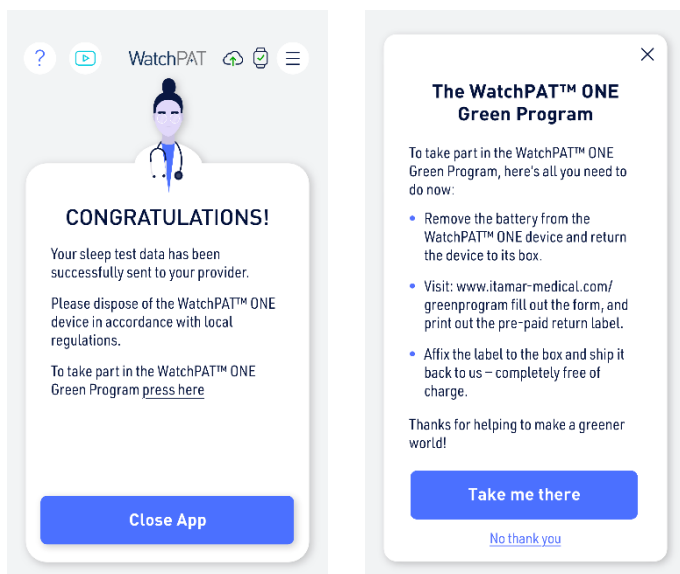 ?
WatchPAT
CONGRATULATIONS!
Your sleep test data has been
successfully sent to your provider.
Please dispose of the WatchPAT™ ONE
device in accordance with local
regulations.
To take part in the WatchPAT™ ONE
Green Program press here
Close App
The WatchPAT™ ONE
Green Program
To take part in the WatchPAT™ ONE
Green Program, here's all you need to
do now:
• Remove the battery from the
WatchPAT™ ONE device and return
the device to its box.
• Visit: www.itamar-medical.com/
greenprogram fill out the form, and
print out the pre-paid return label.
• Affix the label to the box and ship it
back to us – completely free of
charge.
Thanks for helping to make a greener
world!
Take me there
No thank you